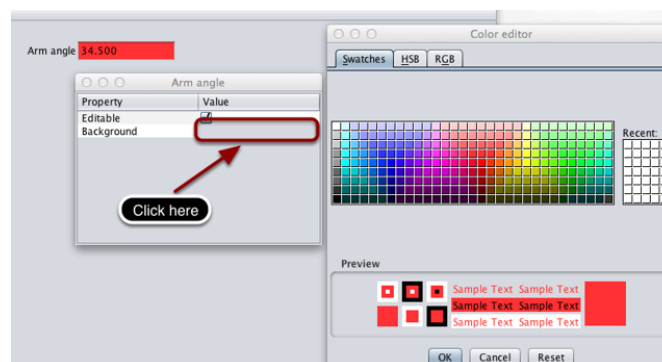 Color editor
Arm angle 34.500
Swatches HSB RGB
Arm angle
Property Value
Editable
Background
Recent:
Click here
Preview
Sample Text Sample Text
Sample Text Sample Text
Sample Text Sample Text
OK Cancel Reset